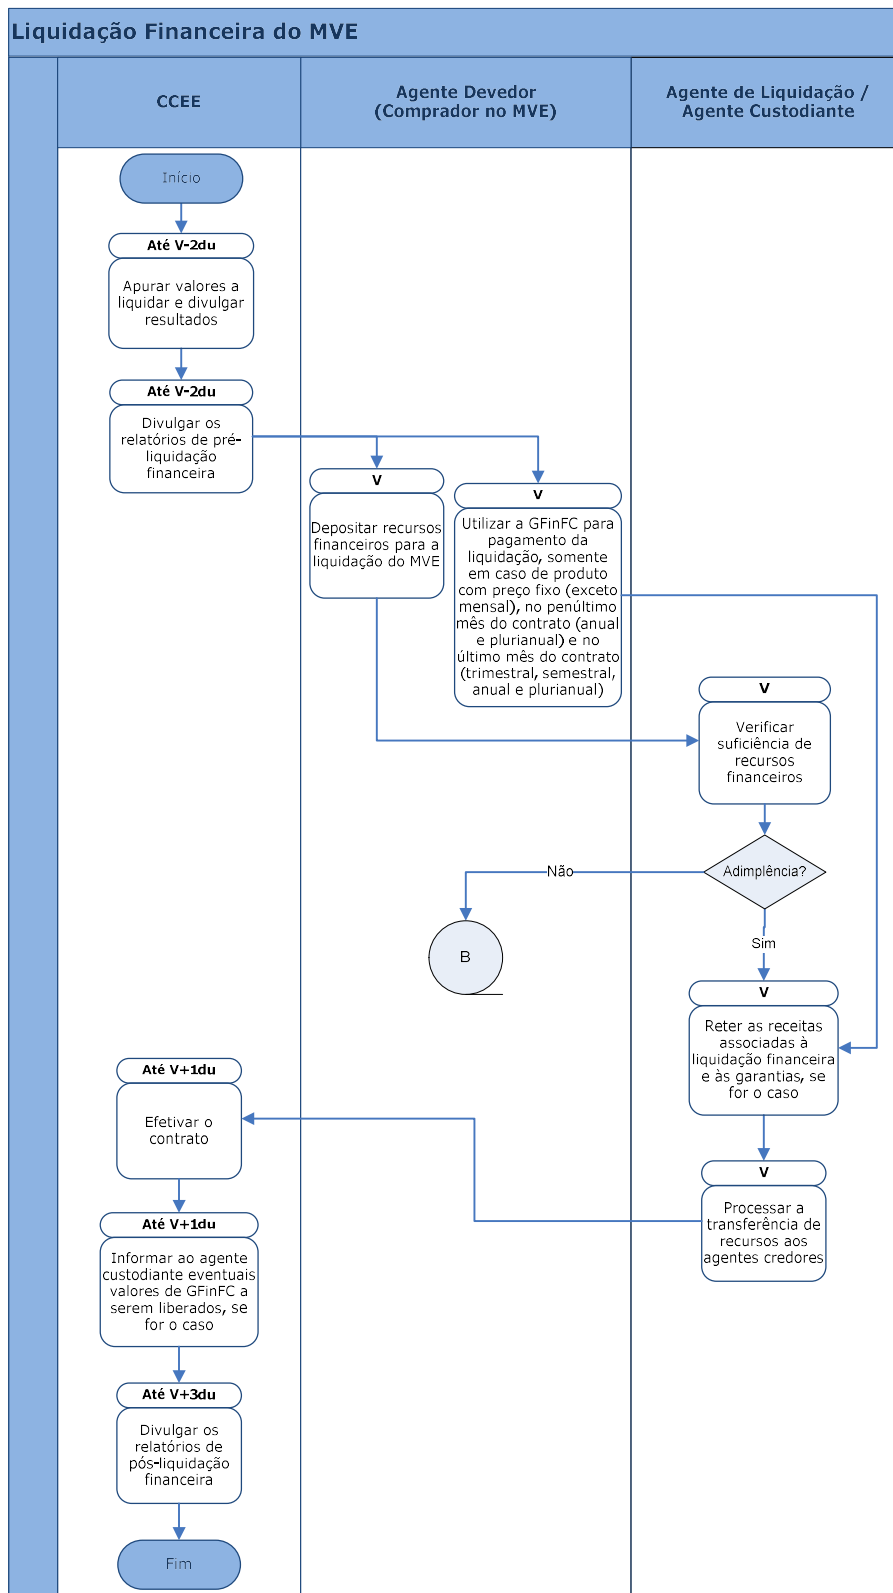 Liquidação Financeira do MVE
CCEE
Agente Devedor
(Comprador no MVE)
Agente de Liquidação /
Agente Custodiante
Início
Até V-2du
Apurar valores a
liquidar e divulgar
resultados
Até V-2du
Divulgar os
relatórios de pré-
liquidação
financeira
V
Depositar recursos
financeiros para a
liquidação do MVE
V
Utilizar a GFinFC para
pagamento da
liquidação, somente
em caso de produto
com preço fixo (exceto
mensal), no penúltimo
mês do contrato (anual
e plurianual) e no
último mês do contrato
(trimestral, semestral,
anual e plurianual)
V
Verificar
suficiência de
recursos
financeiros
Adimplência?
Não
B
Sim
V
Reter as receitas
associadas à
liquidação financeira
e às garantias, se
for o caso
V
Processar a
transferência de
recursos aos
agentes credores
Até V+1du
Efetivar o
contrato
Até V+1du
Informar ao agente
custodiante eventuais
valores de GFinFC a
serem liberados, se
for o caso
Até V+3du
Divulgar os
relatórios de
pós-liquidação
financeira
Fim